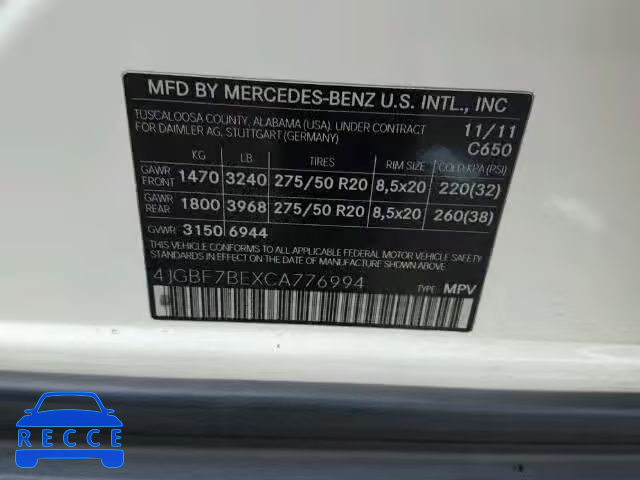 MFD BY MERCEDES-BENZ U.S. INTL., INC
TUSCALOOSA COUNTY, ALABAMA (USA). UNDER CONTRACT 11/11
FOR DAIMLER AG, STUTTGART (GERMANY) C650
KG LB TIRES RIM SIZE COLD KPA (PSI)
GAWR FRONT 1470 3240 275/50 R20 8,5x20 220(32)
GAWR REAR 1800 3968 275/50 R20 8,5x20 260(38)
GVWR 3150 6944
THIS VEHICLE CONFORMS TO ALL APPLICABLE FEDERAL MOTOR VEHICLE SAFETY
STANDARDS IN EFFECT ON THE DATE OF MANUFACTURE SHOWN ABOVE.
4JGBF7BEXCA776994
TYPE MPV
RECCE